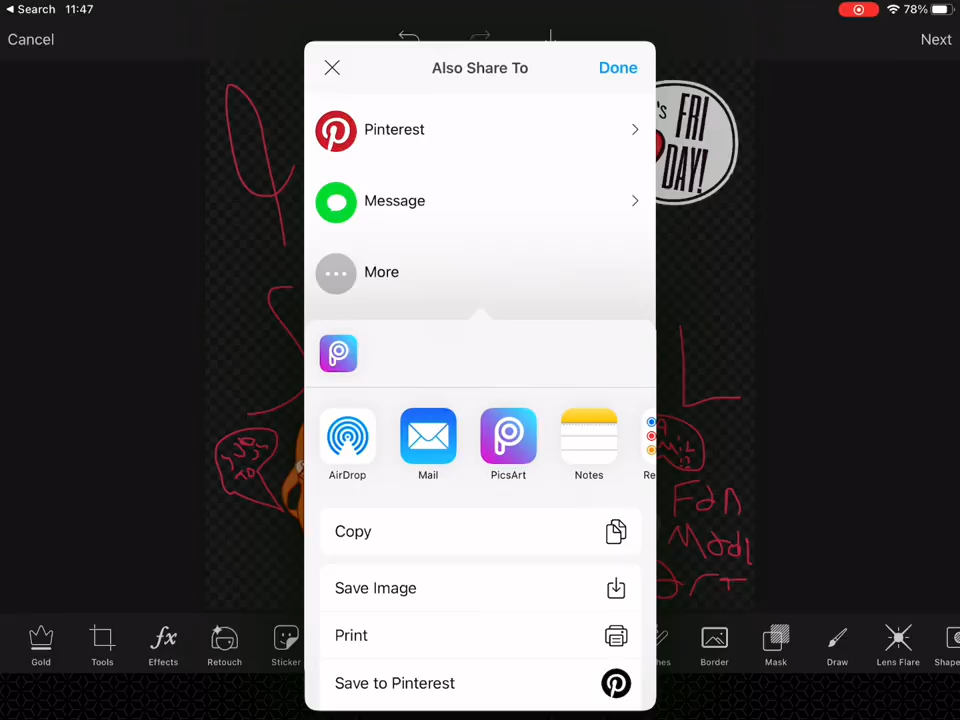 Search 11:47 78%
Cancel Next
Also Share To Done
'S FRI
DAY!
Pinterest
Message
More
AirDrop Mail PicsArt Notes Re
Copy
Save Image
Print
Save to Pinterest
L
Fan
Gold Tools Effects Retouch Sticker hes Border Mask Draw Lens Flare Shape